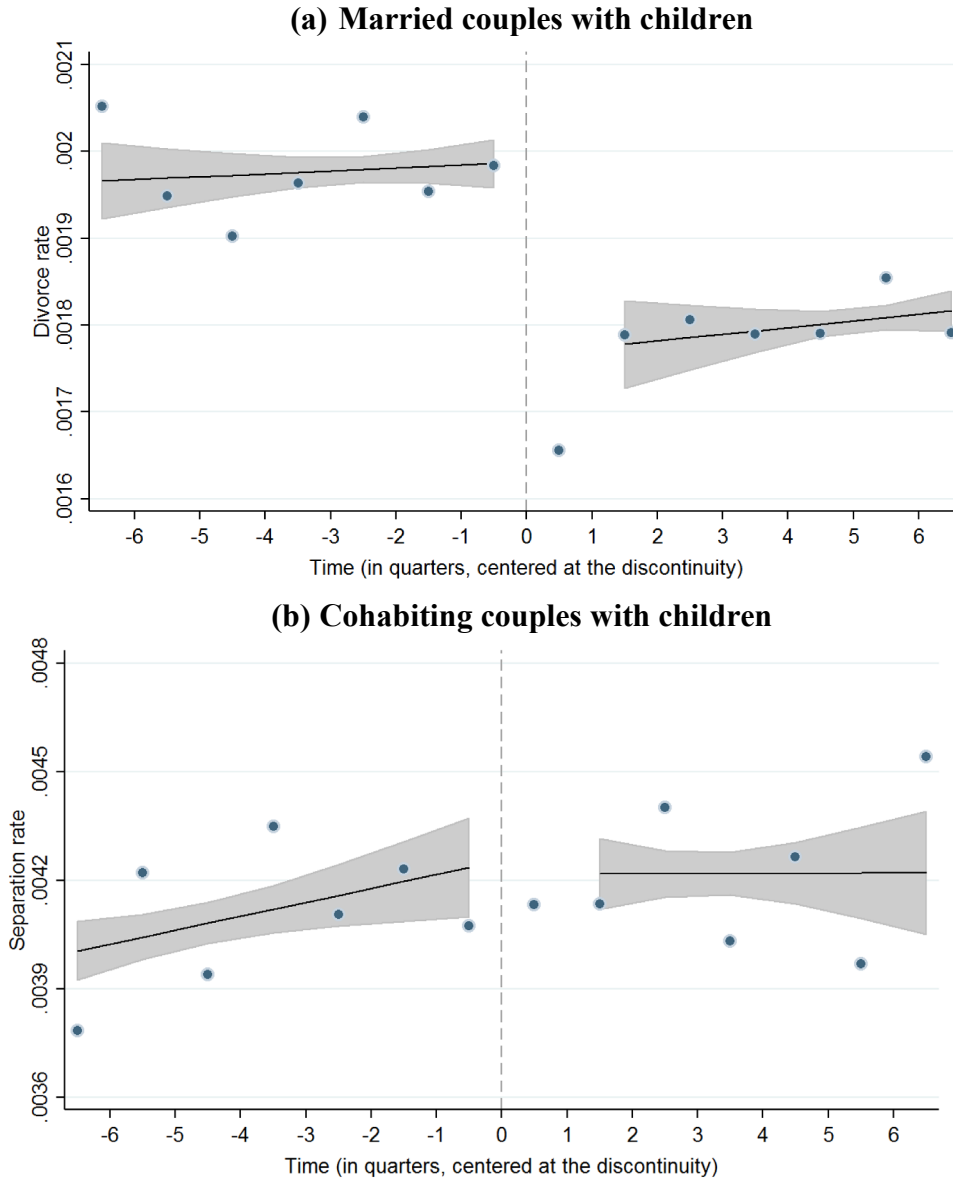 (a) Married couples with children
.0021
.002
.0019
.0018
.0017
.0016
Divorce rate
-6 -5 -4 -3 -2 -1 0 1 2 3 4 5 6
Time (in quarters, centered at the discontinuity)
(b) Cohabiting couples with children
.0048
.0045
.0042
.0039
.0036
Separation rate
-6 -5 -4 -3 -2 -1 0 1 2 3 4 5 6
Time (in quarters, centered at the discontinuity)